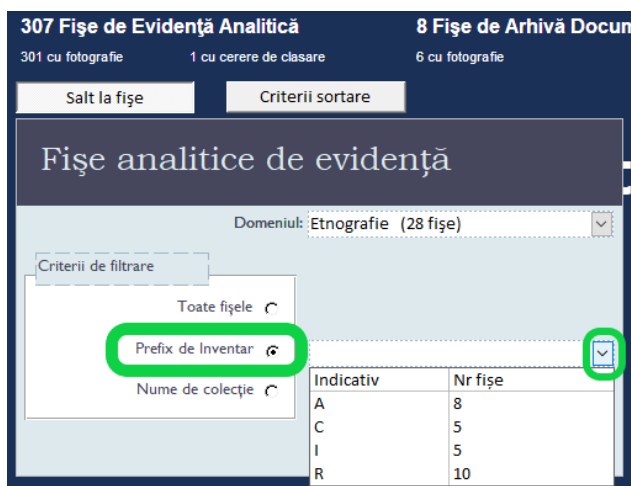 307 Fişe de Evidenţă Analitică 8 Fişe de Arhivă
301 cu fotografie 1 cu cerere de clasare 6 cu fotografie
Salt la fişe Criterii sortare
Fişe analitice de evidenţă
Domeniul: Etnografie (28 fişe)
Criterii de filtrare
Toate fişele
Prefix de Inventar
Nume de colecţie
Indicativ Nr fişe
A 8
C 5
I 5
R 10